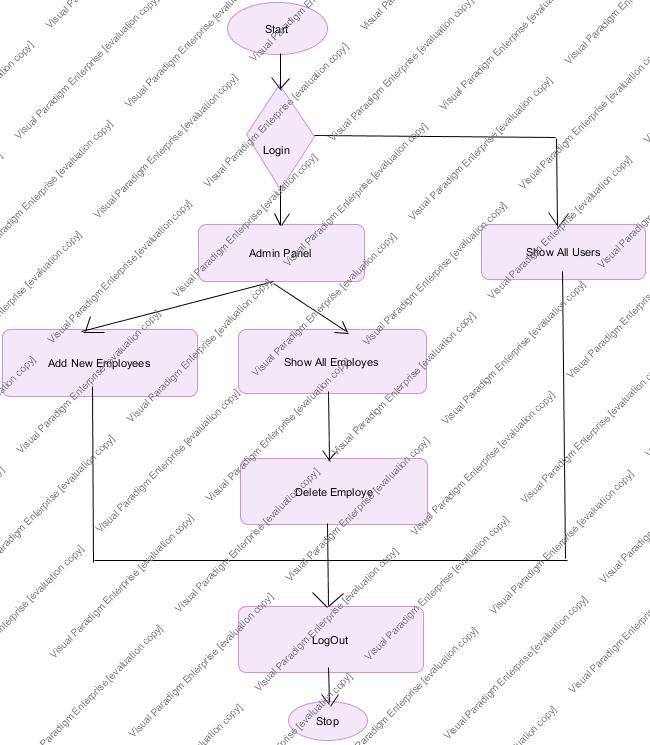 Start
Login
Admin Panel
Show All Users
Add New Employees
Show All Employes
Delete Employe
LogOut
Stop
Visual Paradigm Enterprise [evaluation copy]